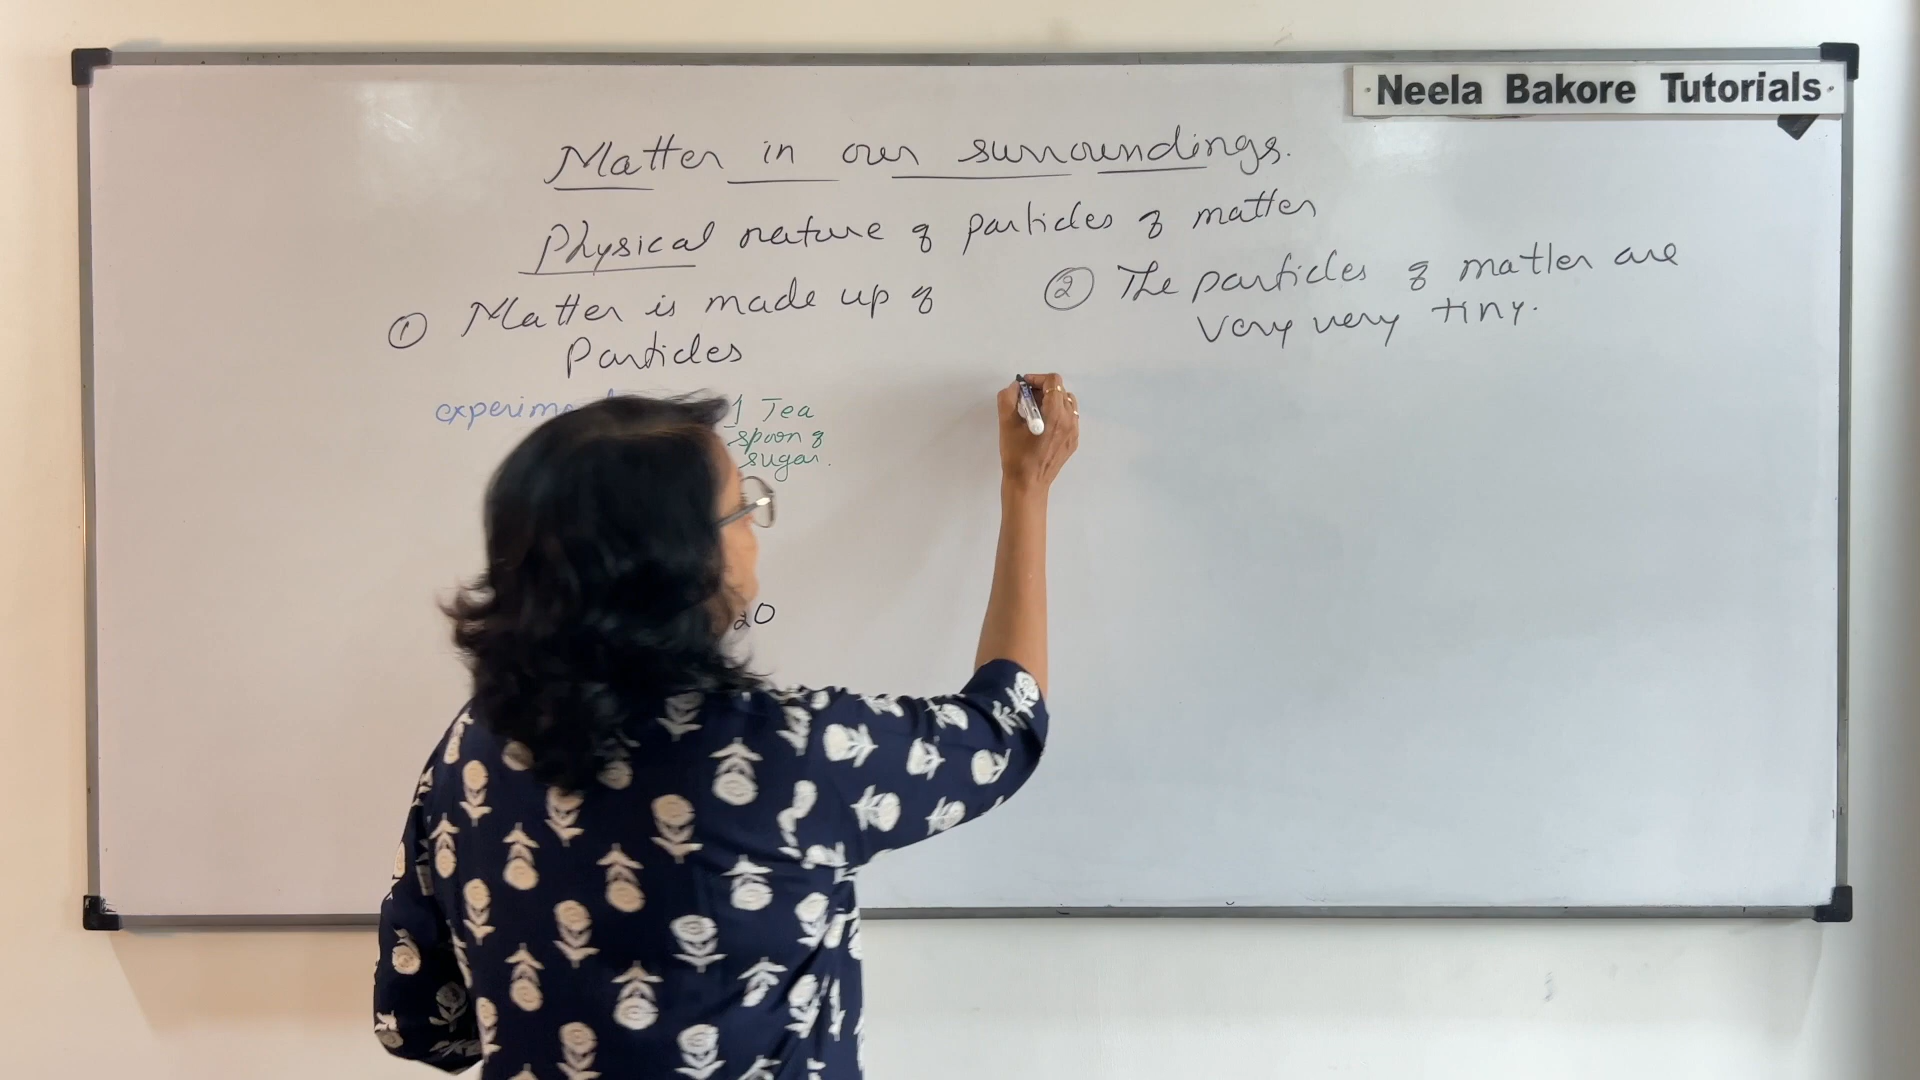 Neela Bakore Tutorials
Matter in our surroundings.
Physical nature of particles of matter
① Matter is made up of
Particles
② The particles of matter are
very very tiny.
1 Tea
spoon of
sugar.